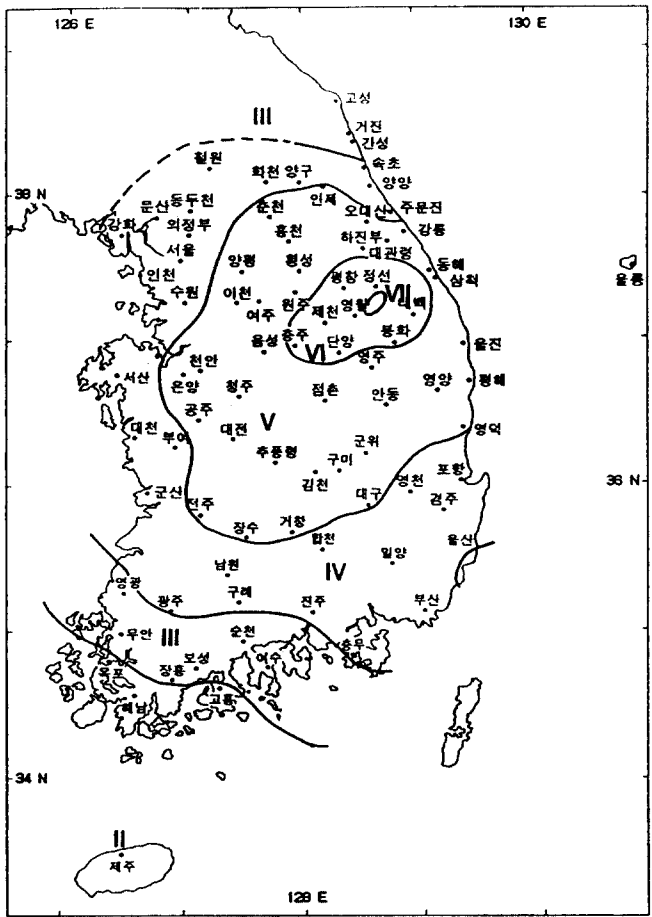 126 E
130 E
고성
III
거진
간성
철원
속초
화천 양구
양양
38 N
문산
동두천
춘천
인제
오대산
주문진
강화
의정부
홍천
하진부
강릉
서울
대관령
인천
양평
횡성
평창
정선
동해
삼척
울릉
수원
이천
여주
원주
제천
영월
VII
음성
충주
VI
단양
봉화
울진
서산
천안
온양
청주
점촌
영주
안동
영양
평해
공주
V
대천
부여
대전
추풍령
군위
영덕
구미
김천
36 N
군산
전주
대구
영천
포항
경주
장수
거창
합천
울산
남원
IV
밀양
영광
광주
구례
진주
부산
무안
III
순천
충무
보성
여수
목포
장흥
해남
고흥
34 N
II
제주
128 E